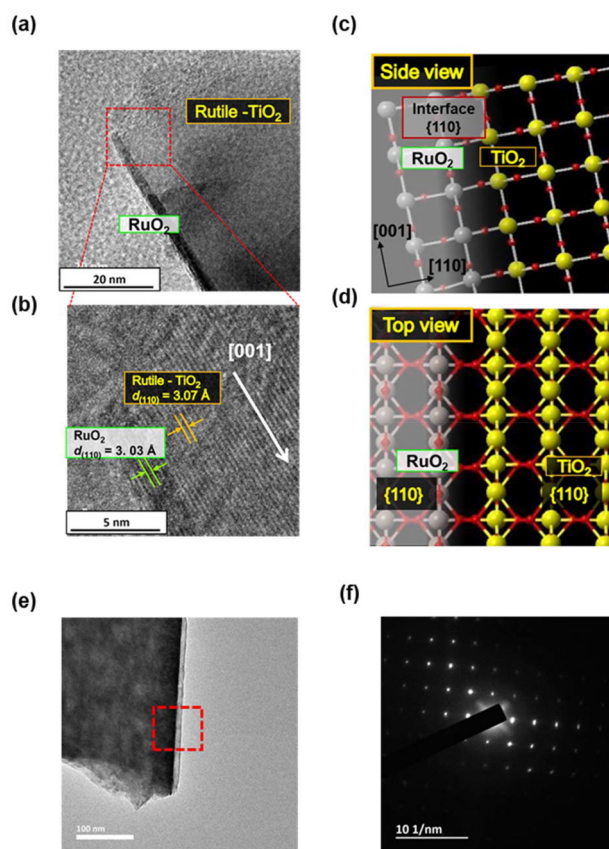 (a)
Rutile -TiO2
RuO2
20 nm
(b)
[001]
Rutile - TiO2
d(110) = 3.07 Å
RuO2
d(110) = 3. 03 Å
5 nm
(c)
Side view
Interface
{110}
RuO2
TiO2
[001]
[110]
(d)
Top view
RuO2
TiO2
{110}
{110}
(e)
100 nm
(f)
10 1/nm